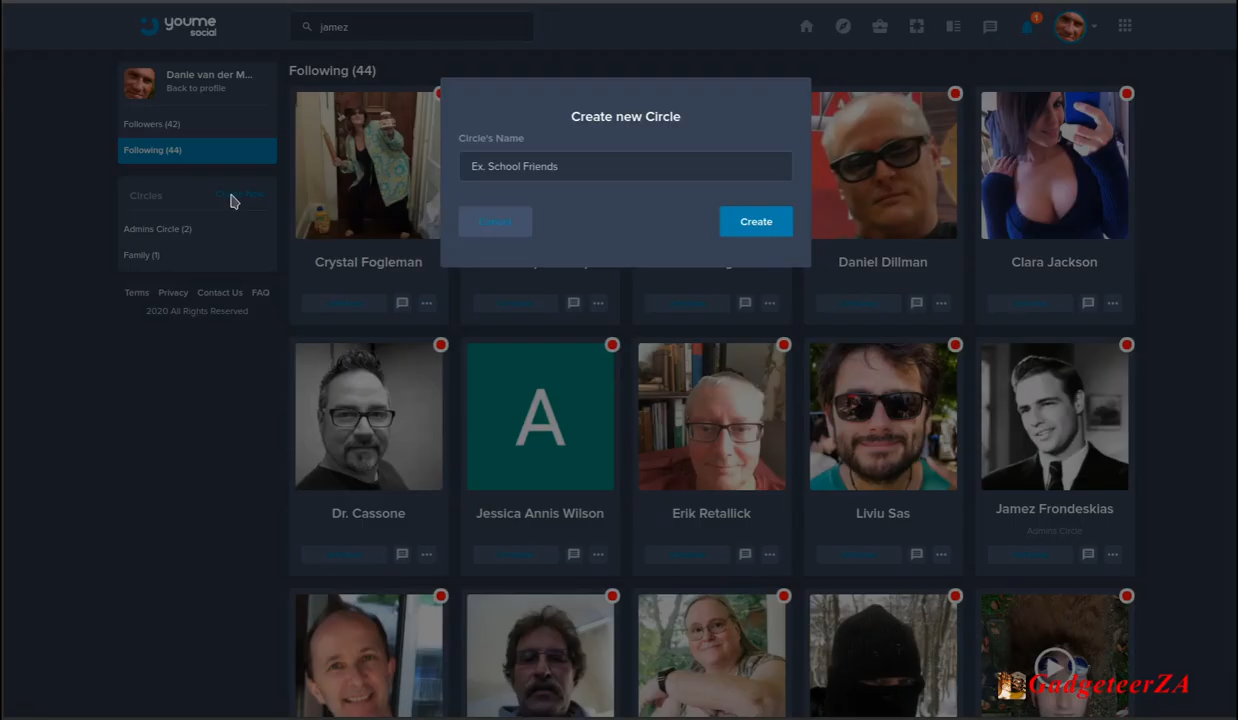 youme
social
jamez
1
Danie van der M...
Back to profile
Followers (42)
Following (44)
Circles
Admins Circle (2)
Family (1)
Terms Privacy Contact Us FAQ
2020 All Rights Reserved
Following (44)
Create new Circle
Circle's Name
Ex. School Friends
Create
Crystal Fogleman
Daniel Dillman
Clara Jackson
A
Dr. Cassone
Jessica Annis Wilson
Erik Retallick
Liviu Sas
Jamez Frondeskias
Admins Circle
GadgeteerZA